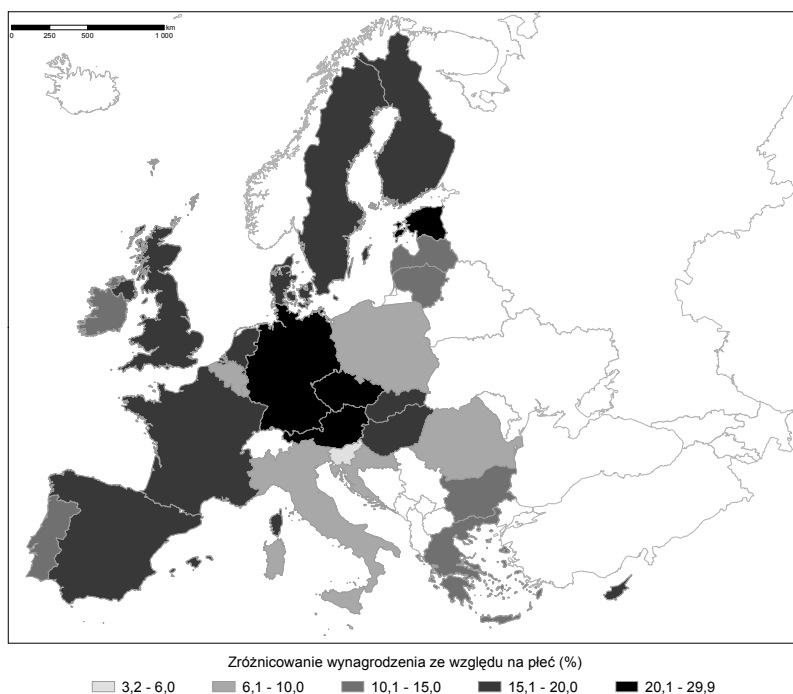 km
0 250 500 1 000
Zróżnicowanie wynagrodzenia ze względu na płeć (%)
3,2 - 6,0 6,1 - 10,0 10,1 - 15,0 15,1 - 20,0 20,1 - 29,9